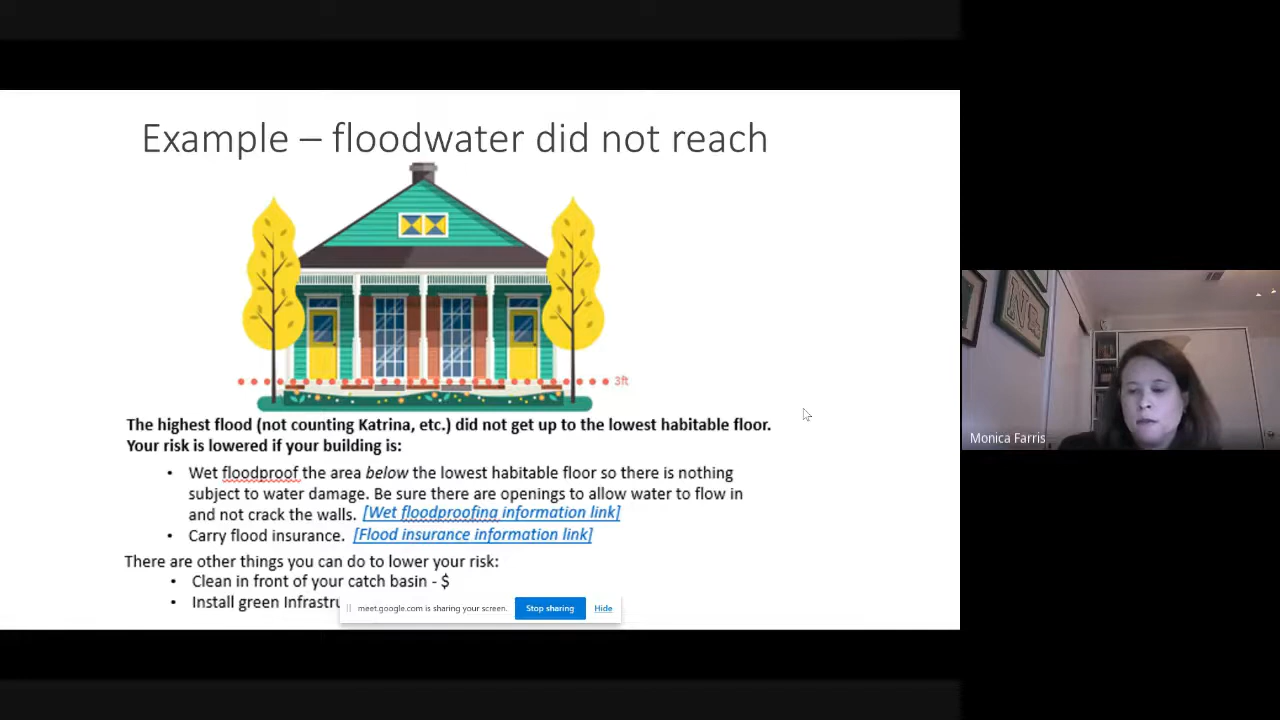 Example – floodwater did not reach
3ft
The highest flood (not counting Katrina, etc.) did not get up to the lowest habitable floor.
Your risk is lowered if your building is:
• Wet floodproof the area below the lowest habitable floor so there is nothing
subject to water damage. Be sure there are openings to allow water to flow in
and not crack the walls. [Wet floodproofing information link]
• Carry flood insurance. [Flood insurance information link]
There are other things you can do to lower your risk:
• Clean in front of your catch basin - $
• Install green
meet.google.com is sharing your screen. Stop sharing Hide
Monica Farris